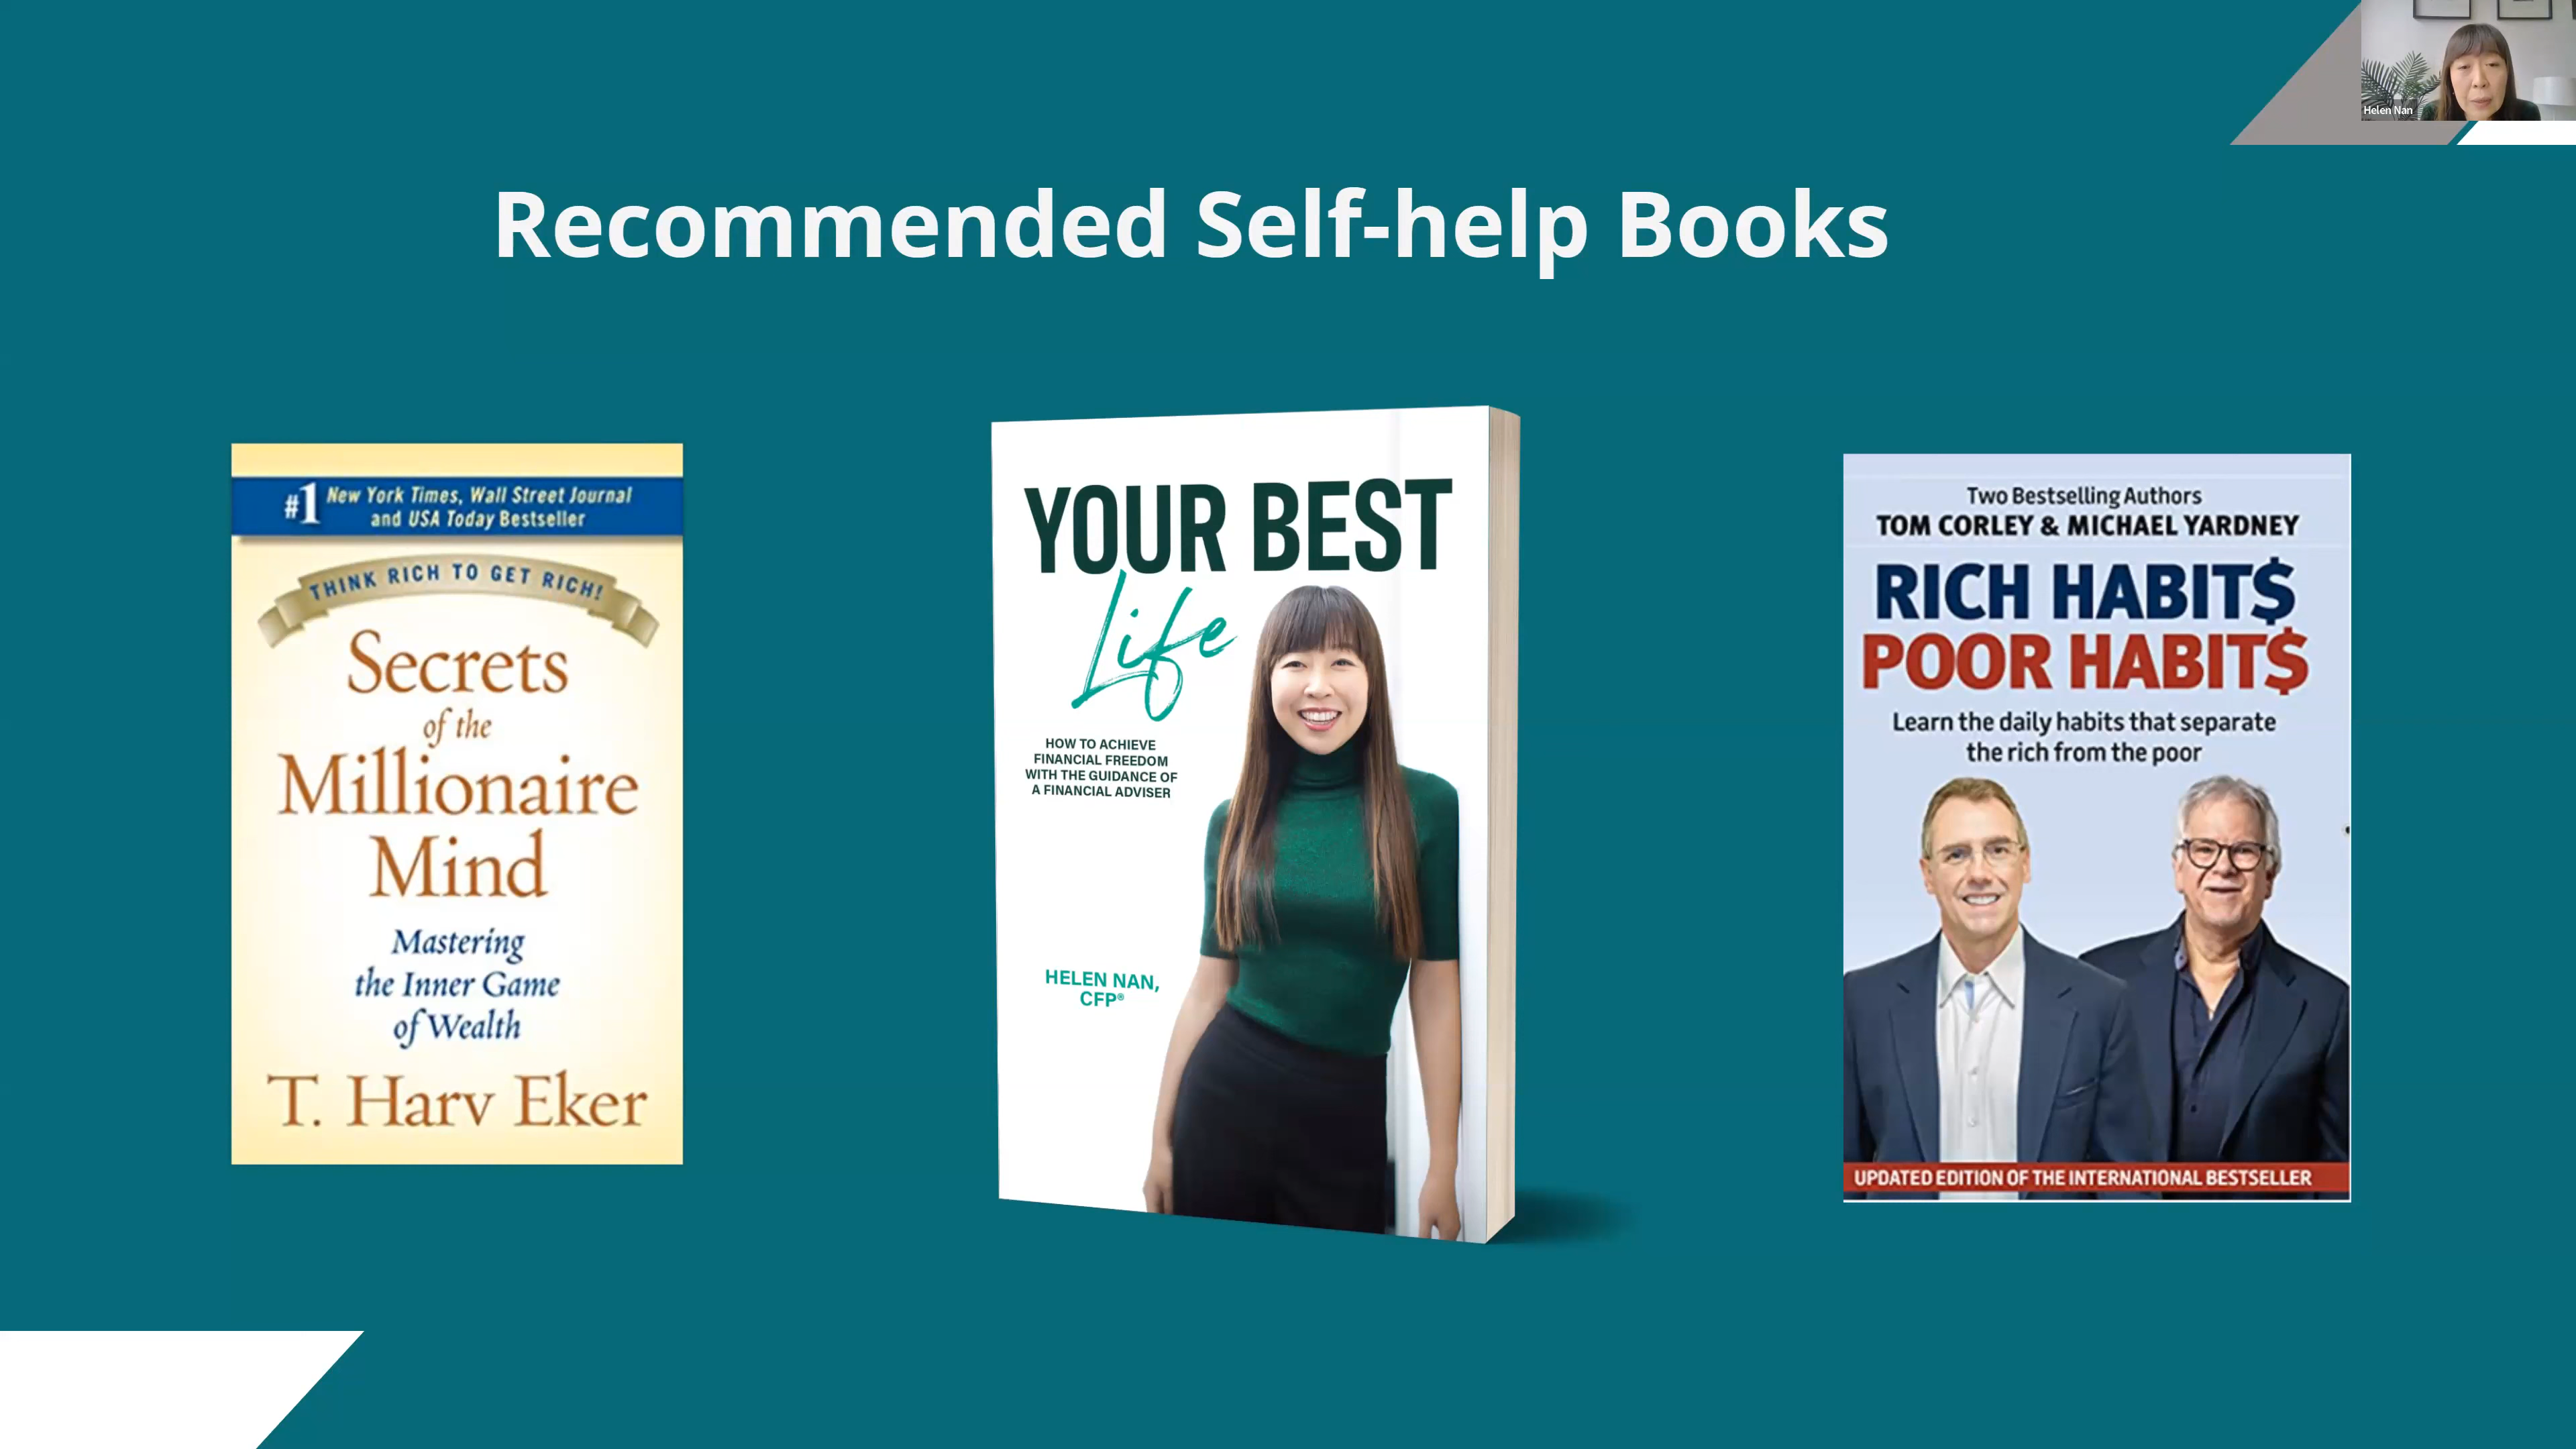 Helen Nan
Recommended Self-help Books
#1 New York Times, Wall Street Journal
and USA Today Bestseller
THINK RICH TO GET RICH!
Secrets
of the
Millionaire
Mind
Mastering
the Inner Game
of Wealth
T. Harv Eker
YOUR BEST
Life
HOW TO ACHIEVE
FINANCIAL FREEDOM
WITH THE GUIDANCE OF
A FINANCIAL ADVISER
HELEN NAN,
CFP®
Two Bestselling Authors
TOM CORLEY & MICHAEL YARDNEY
RICH HABIT$
POOR HABIT$
Learn the daily habits that separate
the rich from the poor
UPDATED EDITION OF THE INTERNATIONAL BESTSELLER